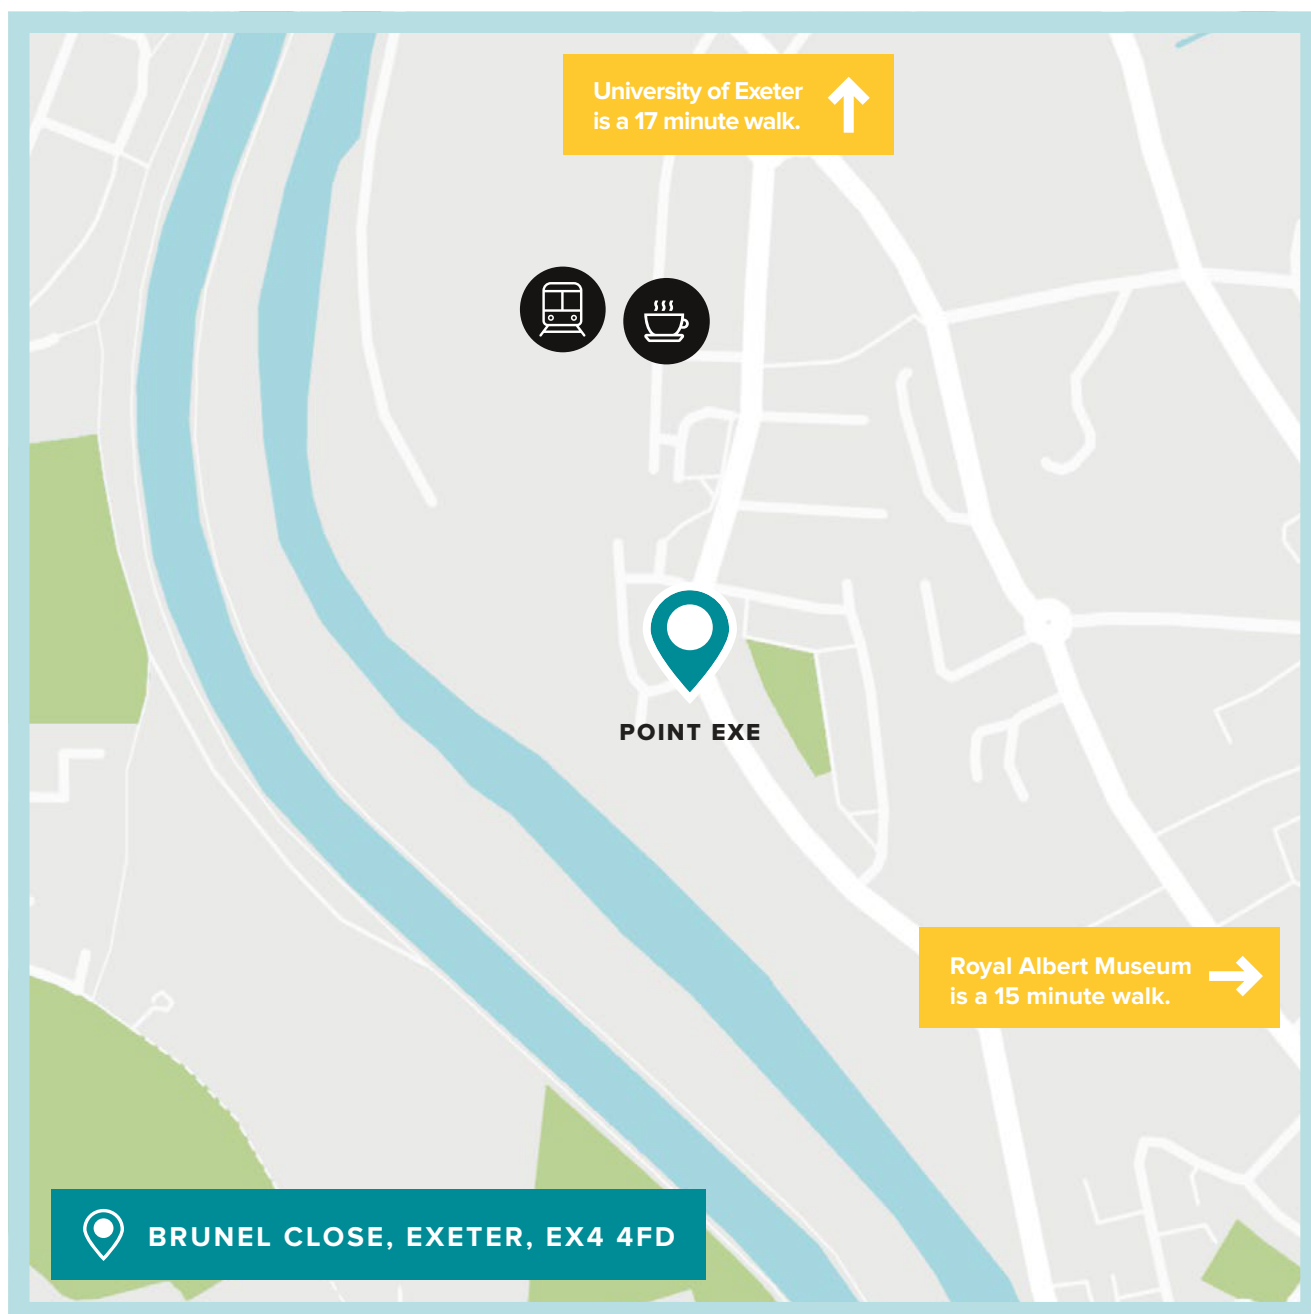 University of Exeter
is a 17 minute walk.
POINT EXE
Royal Albert Museum
is a 15 minute walk.
BRUNEL CLOSE, EXETER, EX4 4FD